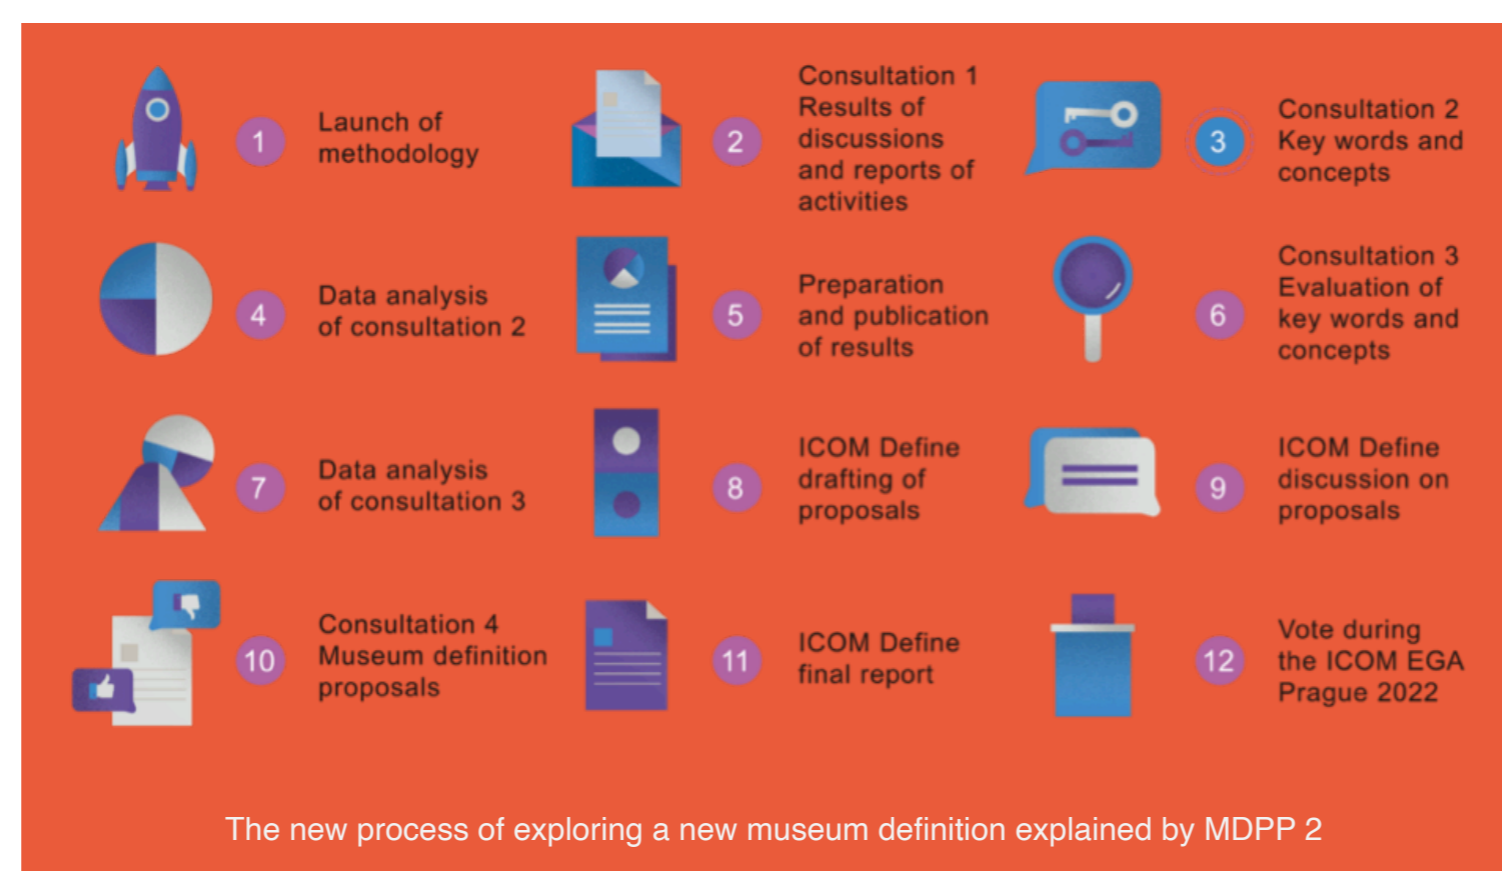 1
Launch of
methodology
2
Consultation 1
Results of
discussions
and reports of
activities
3
Consultation 2
Key words and
concepts
4
Data analysis
of consultation 2
5
Preparation
and publication
of results
6
Consultation 3
Evaluation of
key words and
concepts
7
Data analysis
of consultation 3
8
ICOM Define
drafting of
proposals
9
ICOM Define
discussion on
proposals
10
Consultation 4
Museum definition
proposals
11
ICOM Define
final report
12
Vote during
the ICOM EGA
Prague 2022
The new process of exploring a new museum definition explained by MDPP 2